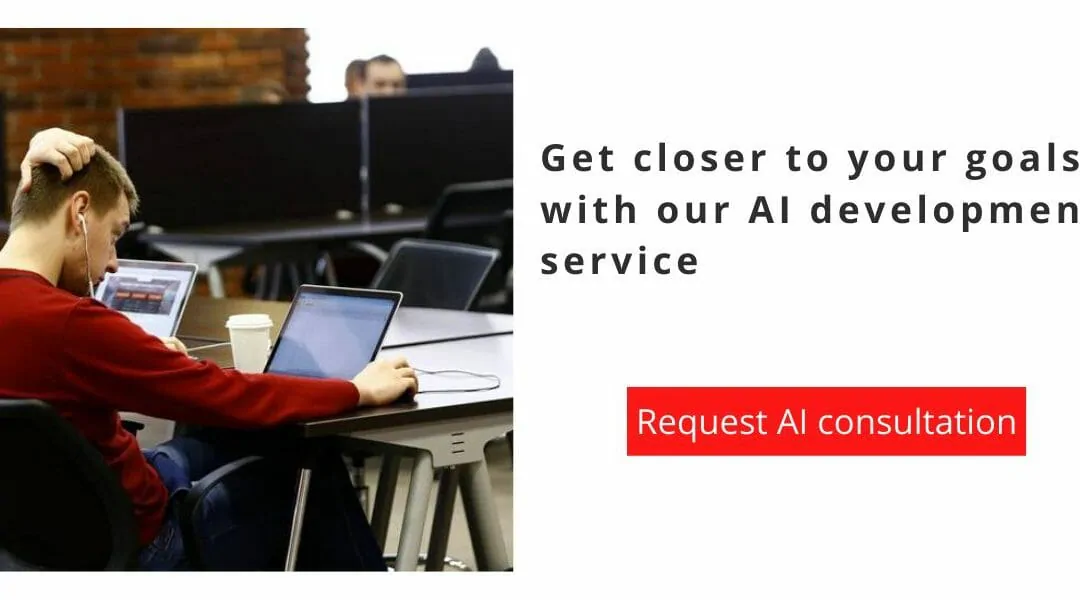 Get closer to your goals
with our AI developmen
service
Request AI consultation